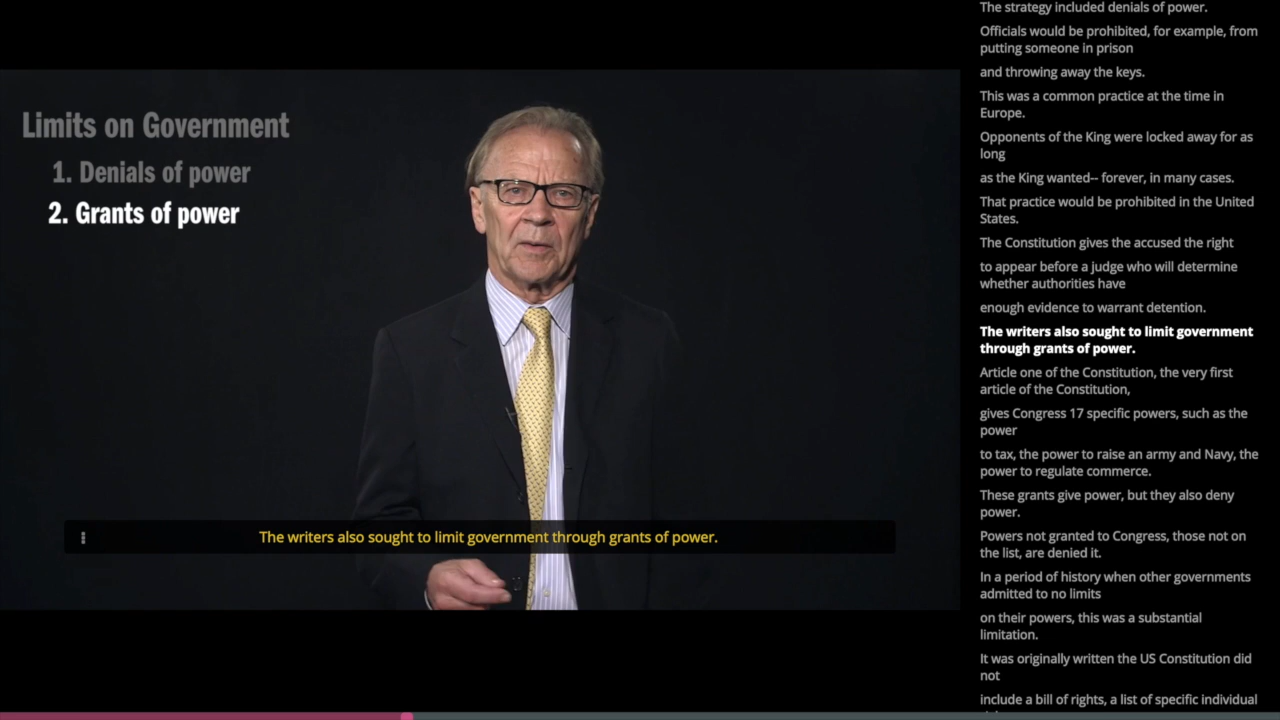 Limits on Government
1. Denials of power
2. Grants of power
The writers also sought to limit government through grants of power.
The strategy included denials of power.
Officials would be prohibited, for example, from
putting someone in prison
and throwing away the keys.
This was a common practice at the time in
Europe.
Opponents of the King were locked away for as
long
as the King wanted-- forever, in many cases.
That practice would be prohibited in the United
States.
The Constitution gives the accused the right
to appear before a judge who will determine
whether authorities have
enough evidence to warrant detention.
The writers also sought to limit government
through grants of power.
Article one of the Constitution, the very first
article of the Constitution,
gives Congress 17 specific powers, such as the
power
to tax, the power to raise an army and Navy, the
power to regulate commerce.
These grants give power, but they also deny
power.
Powers not granted to Congress, those not on
the list, are denied it.
In a period of history when other governments
admitted to no limits
on their powers, this was a substantial
limitation.
It was originally written the US Constitution did
not
include a bill of rights, a list of specific individual